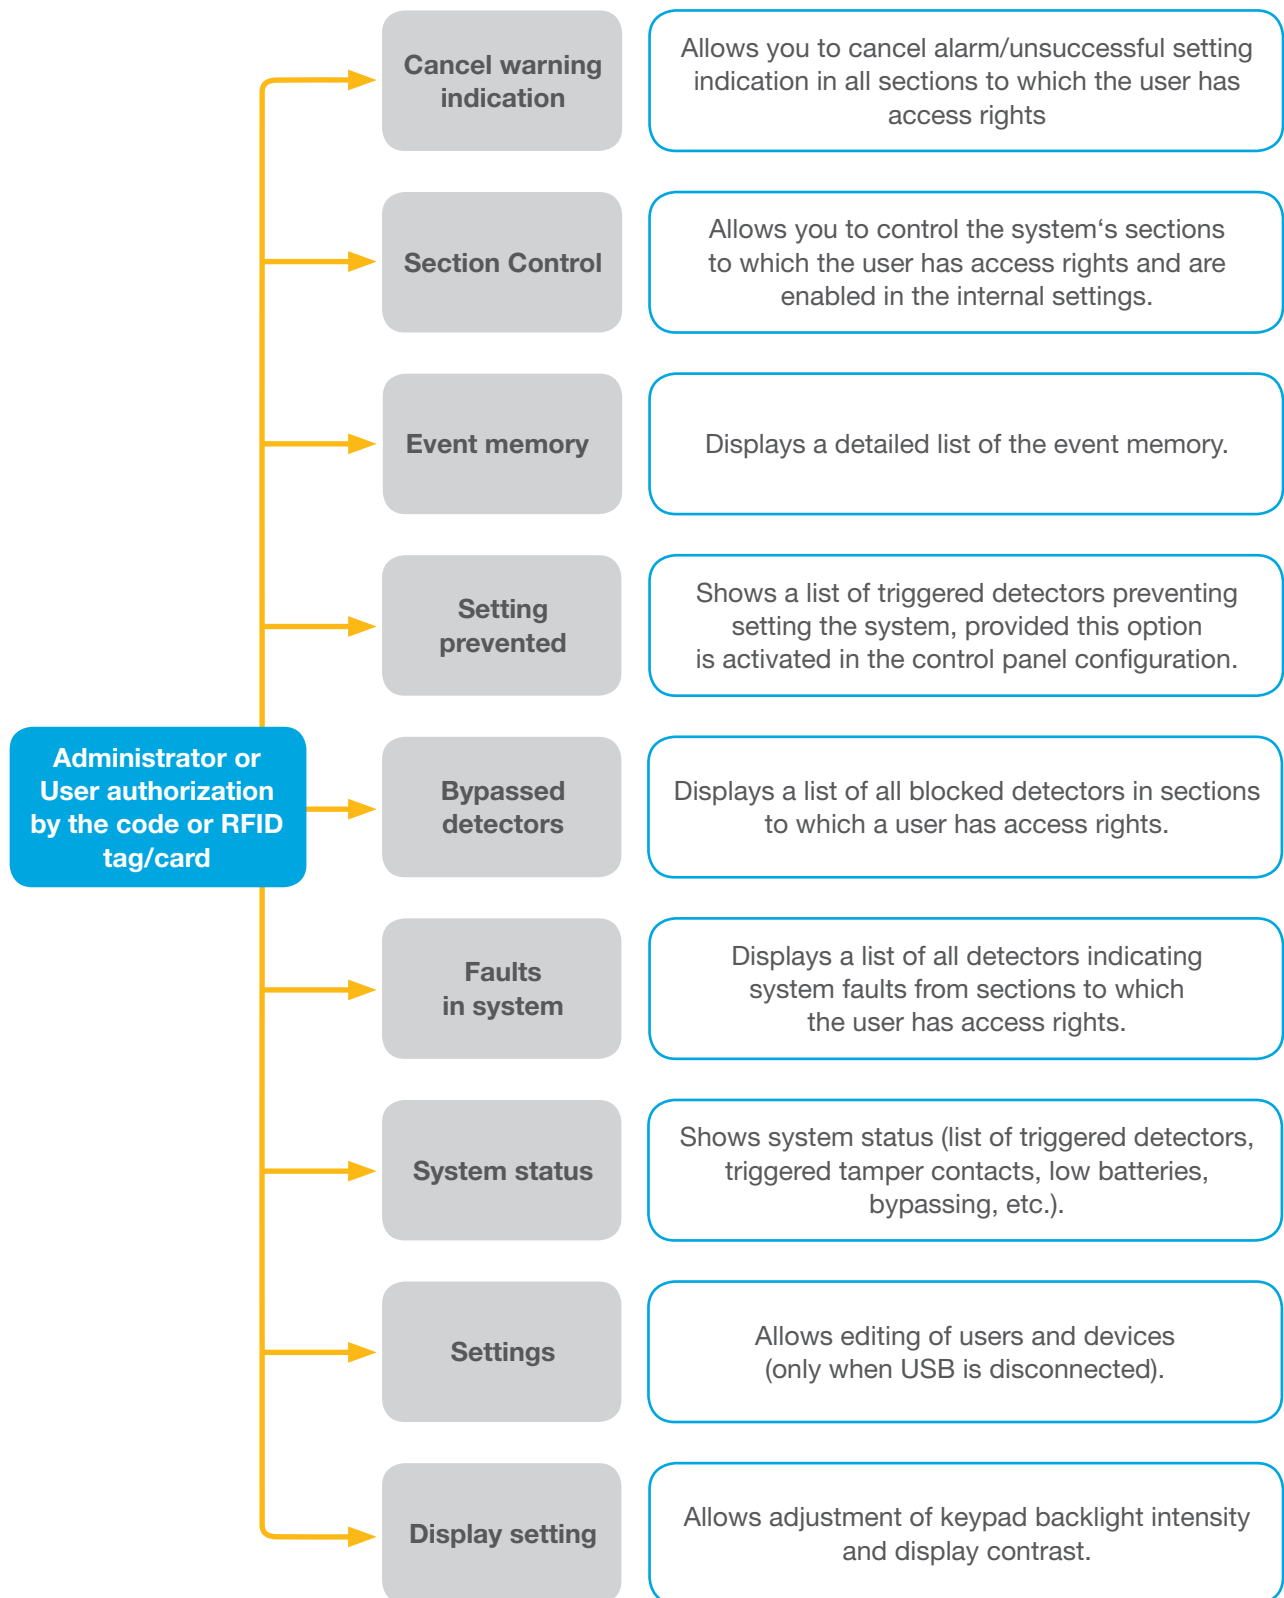 Cancel warning
indication
Allows you to cancel alarm/unsuccessful setting
indication in all sections to which the user has
access rights
Section Control
Allows you to control the system‘s sections
to which the user has access rights and are
enabled in the internal settings.
Event memory
Displays a detailed list of the event memory.
Setting
prevented
Shows a list of triggered detectors preventing
setting the system, provided this option
is activated in the control panel configuration.
Administrator or
User authorization
by the code or RFID
tag/card
Bypassed
detectors
Displays a list of all blocked detectors in sections
to which a user has access rights.
Faults
in system
Displays a list of all detectors indicating
system faults from sections to which
the user has access rights.
System status
Shows system status (list of triggered detectors,
triggered tamper contacts, low batteries,
bypassing, etc.).
Settings
Allows editing of users and devices
(only when USB is disconnected).
Display setting
Allows adjustment of keypad backlight intensity
and display contrast.